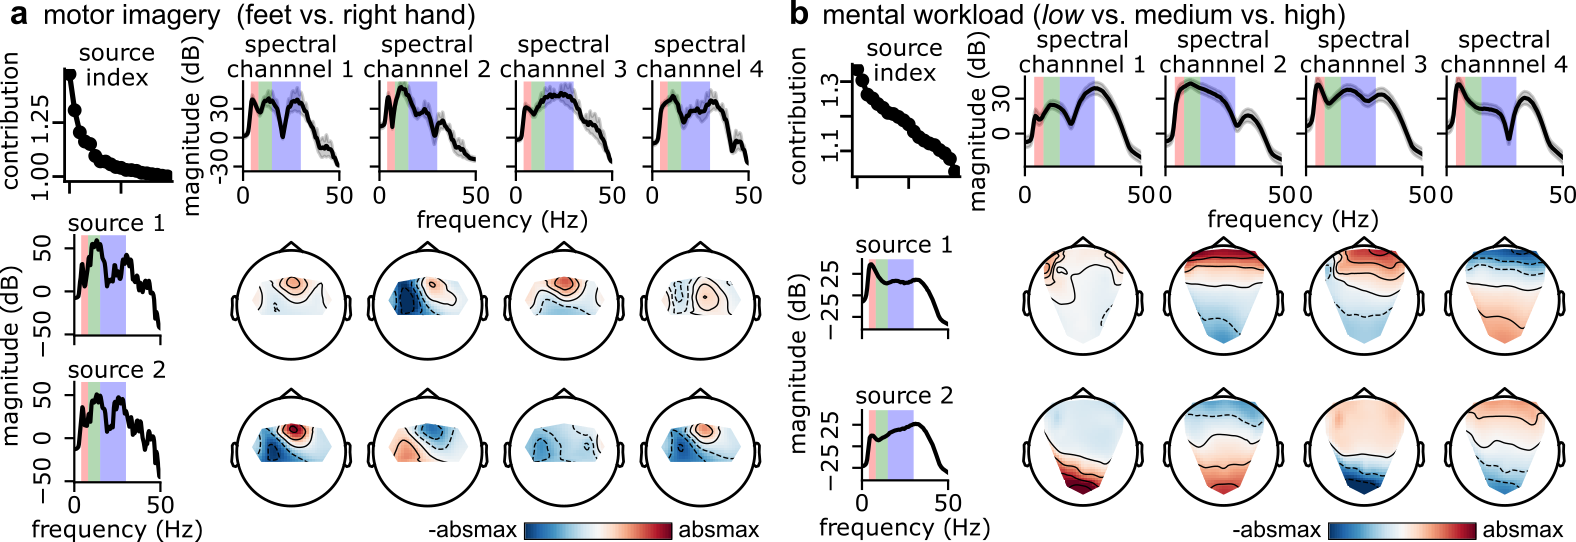 a motor imagery (feet vs. right hand)
source index
contribution
1.25
1.00
magnitude (dB)
30
0
-30
spectral channnel 1
spectral channnel 2
spectral channnel 3
spectral channnel 4
0 50
0 50
0 50
0 50
frequency (Hz)
source 1
50
0
-50
magnitude (dB)
source 2
50
0
-50
0 50
frequency (Hz)
-absmax absmax
b mental workload (low vs. medium vs. high)
source index
contribution
1.3
1.1
magnitude (dB)
30
0
spectral channnel 1
spectral channnel 2
spectral channnel 3
spectral channnel 4
0 50
0 50
0 50
0 50
frequency (Hz)
source 1
25
-25
magnitude (dB)
source 2
25
-25
0 50
frequency (Hz)
-absmax absmax